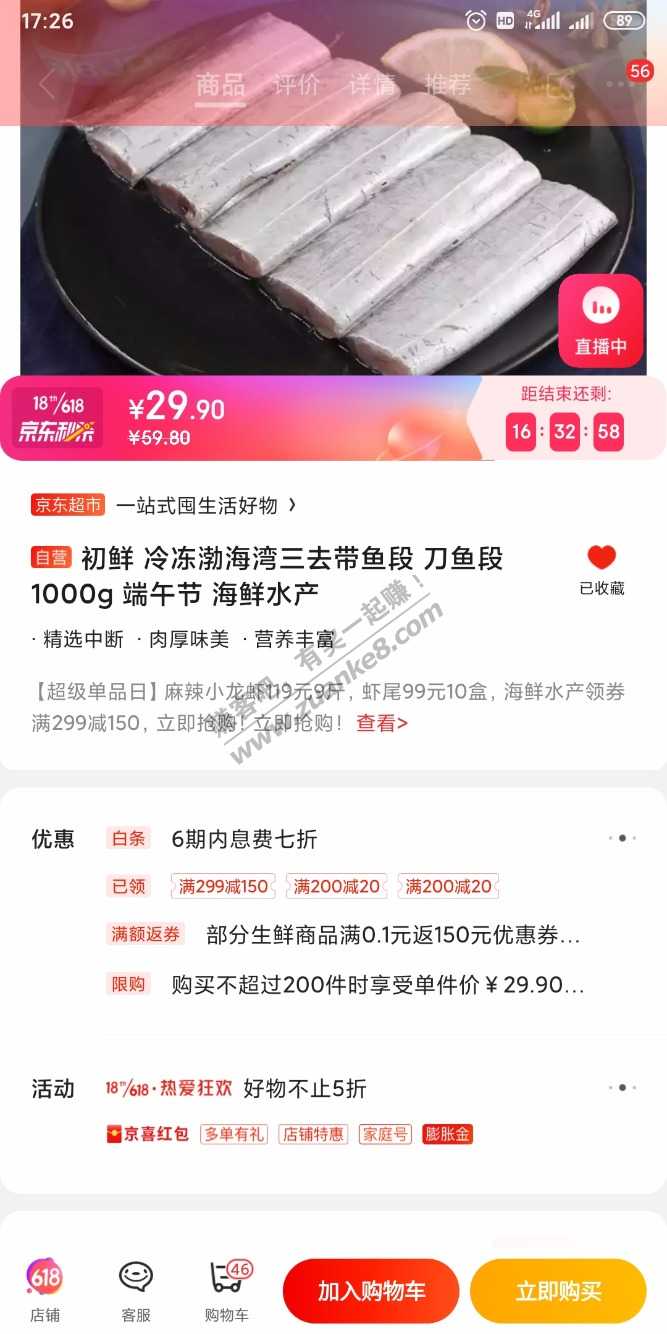 17:26
HD 4G 89
商品 评价 详情 推荐
56
直播中
18TH/618
京东秒杀
¥29.90
¥59.80
距结束还剩:
16 : 32 : 58
京东超市 一站式囤生活好物 ›
自营 初鲜 冷冻渤海湾三去带鱼段 刀鱼段
1000g 端午节 海鲜水产
已收藏
· 精选中断 · 肉厚味美 · 营养丰富
【超级单品日】麻辣小龙虾119元9斤，虾尾99元10盒，海鲜水产领券
满299减150，立即抢购！立即抢购！ 查看>
赚客吧，有奖一起赚！
www.zuanke8.com
优惠 白条 6期内息费七折
已领 满299减150 满200减20 满200减20
满额返券 部分生鲜商品满0.1元返150元优惠券...
限购 购买不超过200件时享受单件价￥29.90...
活动 18TH/618·热爱狂欢 好物不止5折
京喜红包 多单有礼 店铺特惠 家庭号 膨胀金
618
46
店铺 客服 购物车
加入购物车 立即购买